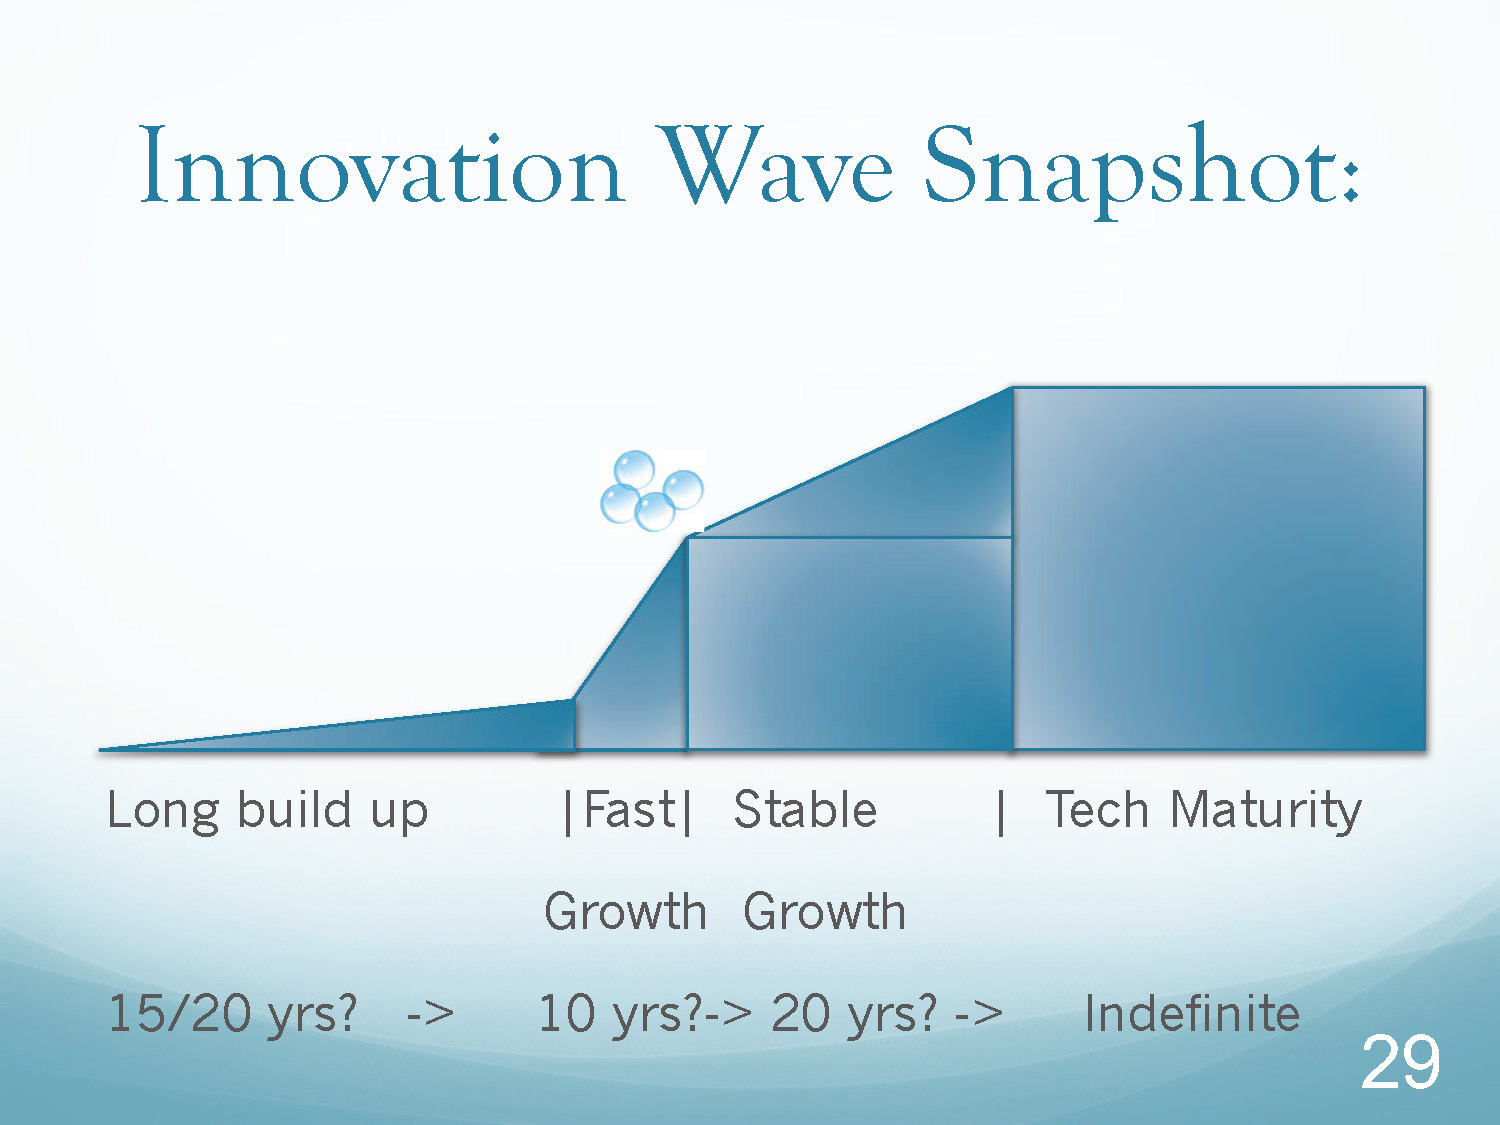 Innovation Wave Snapshot:
Long build up |Fast| Stable | Tech Maturity
Growth Growth
15/20 yrs? -> 10 yrs?-> 20 yrs? -> Indefinite
29